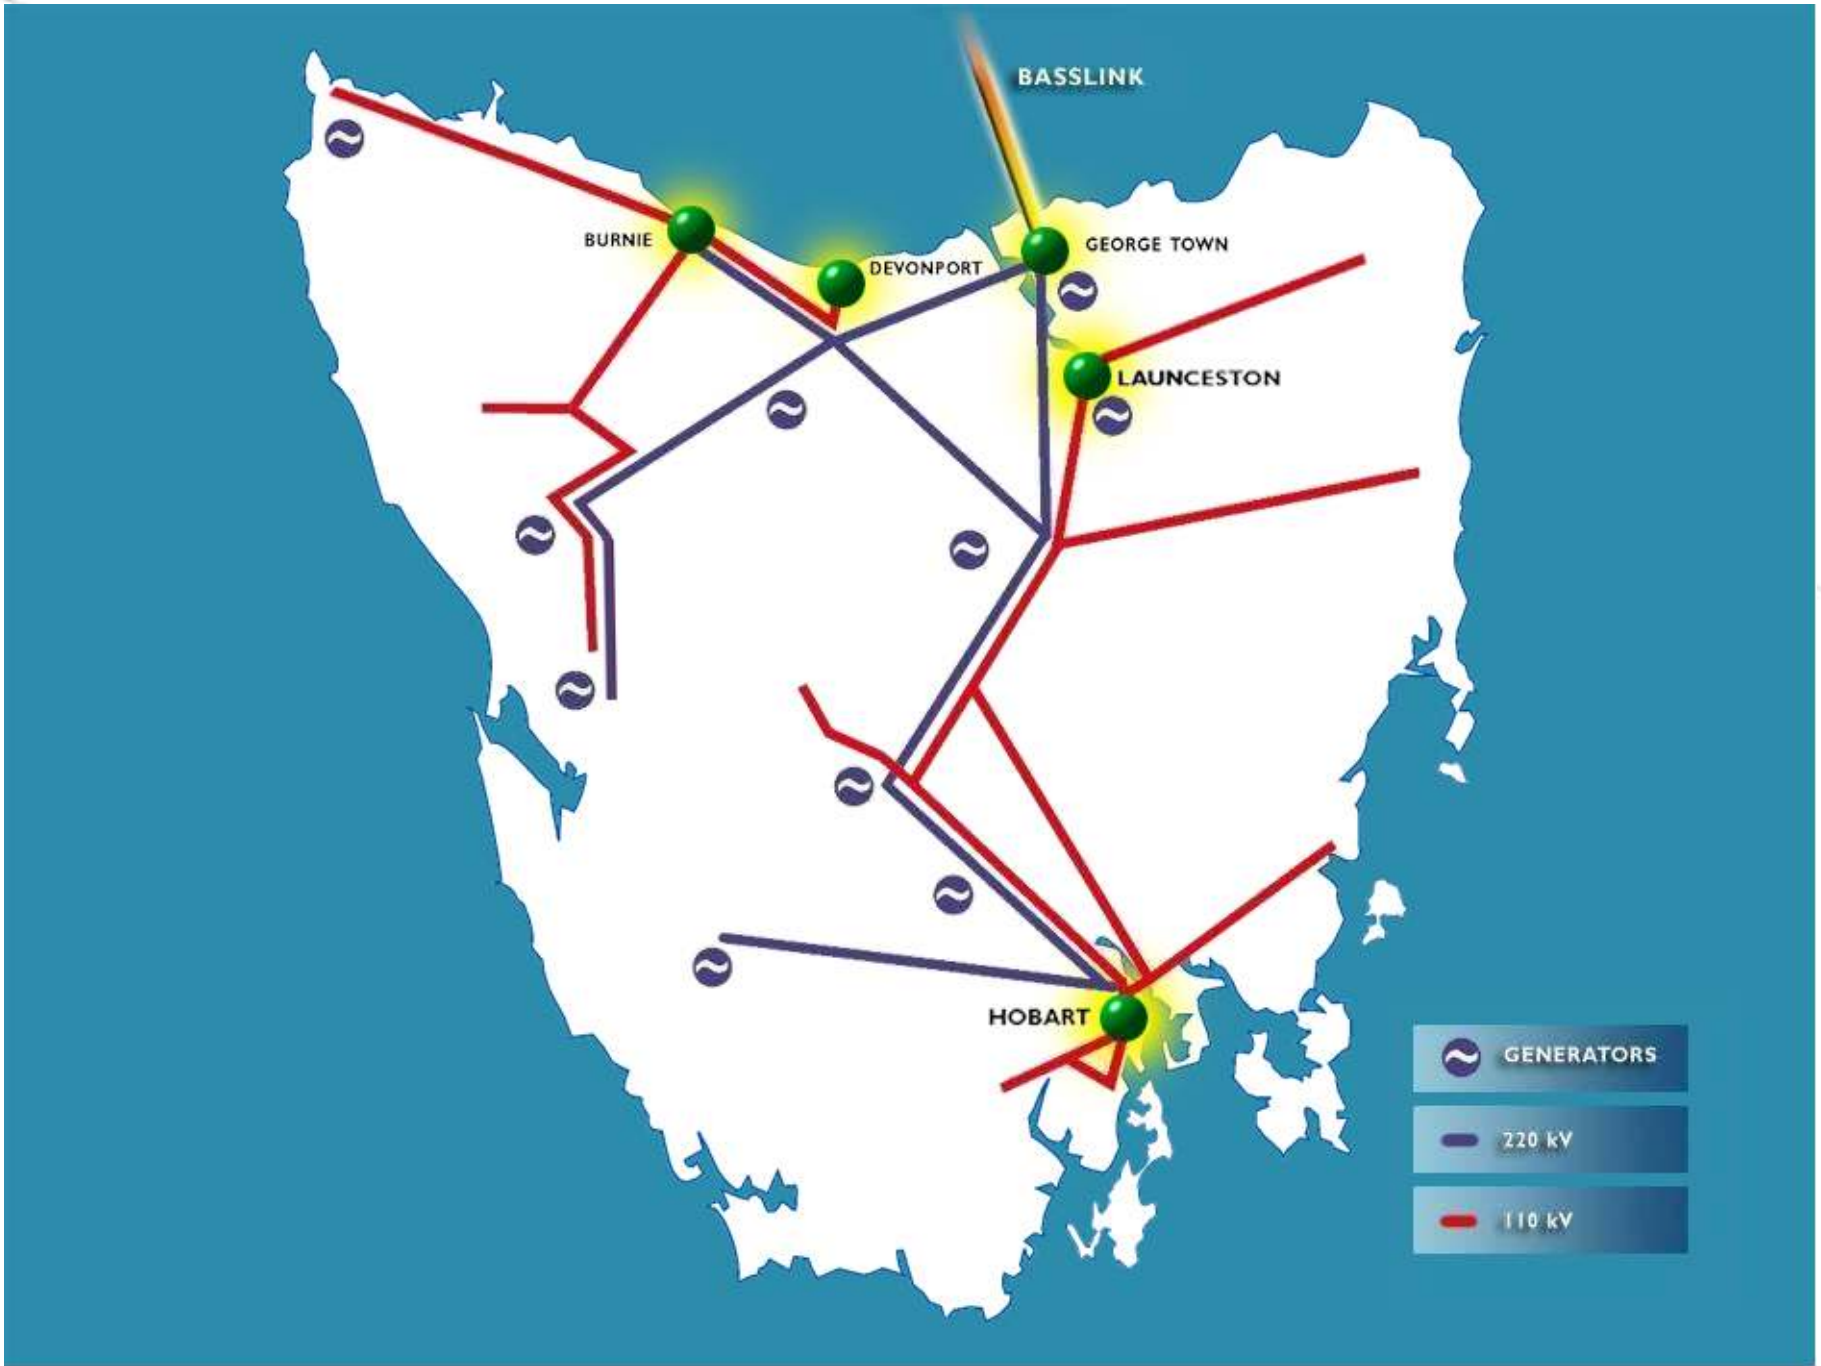 BASSLINK
BURNIE
DEVONPORT
GEORGE TOWN
LAUNCESTON
HOBART
GENERATORS
220 kV
110 kV